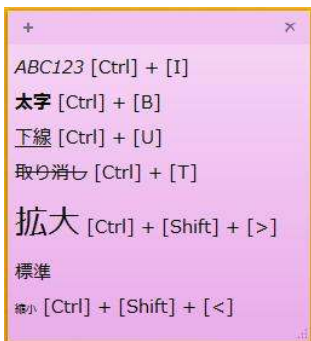 ABC123 [Ctrl] + [I]
太字 [Ctrl] + [B]
下線 [Ctrl] + [U]
取り消し [Ctrl] + [T]
拡大 [Ctrl] + [Shift] + [>]
標準
縮小 [Ctrl] + [Shift] + [<]